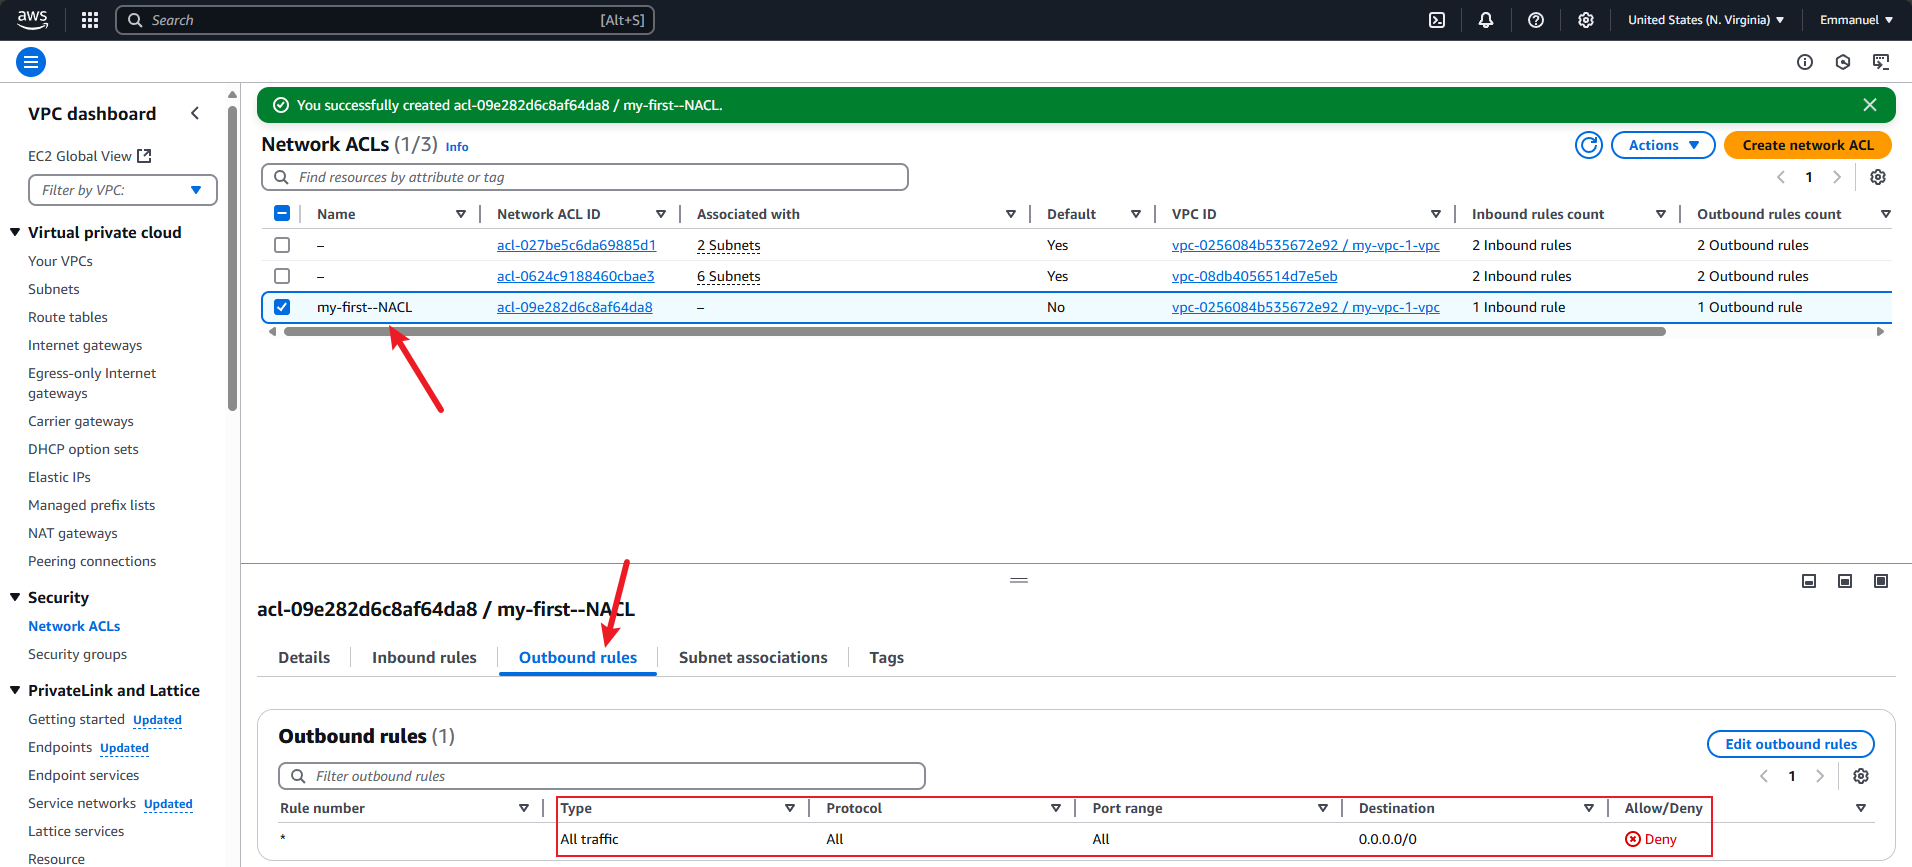 aws Search [Alt+S] United States (N. Virginia) Emmanuel
VPC dashboard
EC2 Global View
Filter by VPC:
Virtual private cloud
Your VPCs
Subnets
Route tables
Internet gateways
Egress-only Internet
gateways
Carrier gateways
DHCP option sets
Elastic IPs
Managed prefix lists
NAT gateways
Peering connections
Security
Network ACLs
Security groups
PrivateLink and Lattice
Getting started Updated
Endpoints Updated
Endpoint services
Service networks Updated
Lattice services
Resource
You successfully created acl-09e282d6c8af64da8 / my-first--NACL.
Network ACLs (1/3) Info
Actions
Create network ACL
Find resources by attribute or tag
1
Name Network ACL ID Associated with Default VPC ID Inbound rules count Outbound rules count
– acl-027be5c6da69885d1 2 Subnets Yes vpc-0256084b535672e92 / my-vpc-1-vpc 2 Inbound rules 2 Outbound rules
– acl-0624c9188460cbae3 6 Subnets Yes vpc-08db4056514d7e5eb 2 Inbound rules 2 Outbound rules
my-first--NACL acl-09e282d6c8af64da8 – No vpc-0256084b535672e92 / my-vpc-1-vpc 1 Inbound rule 1 Outbound rule
acl-09e282d6c8af64da8 / my-first--NACL
Details Inbound rules Outbound rules Subnet associations Tags
Outbound rules (1)
Edit outbound rules
Filter outbound rules
1
Rule number Type Protocol Port range Destination Allow/Deny
* All traffic All All 0.0.0.0/0 Deny